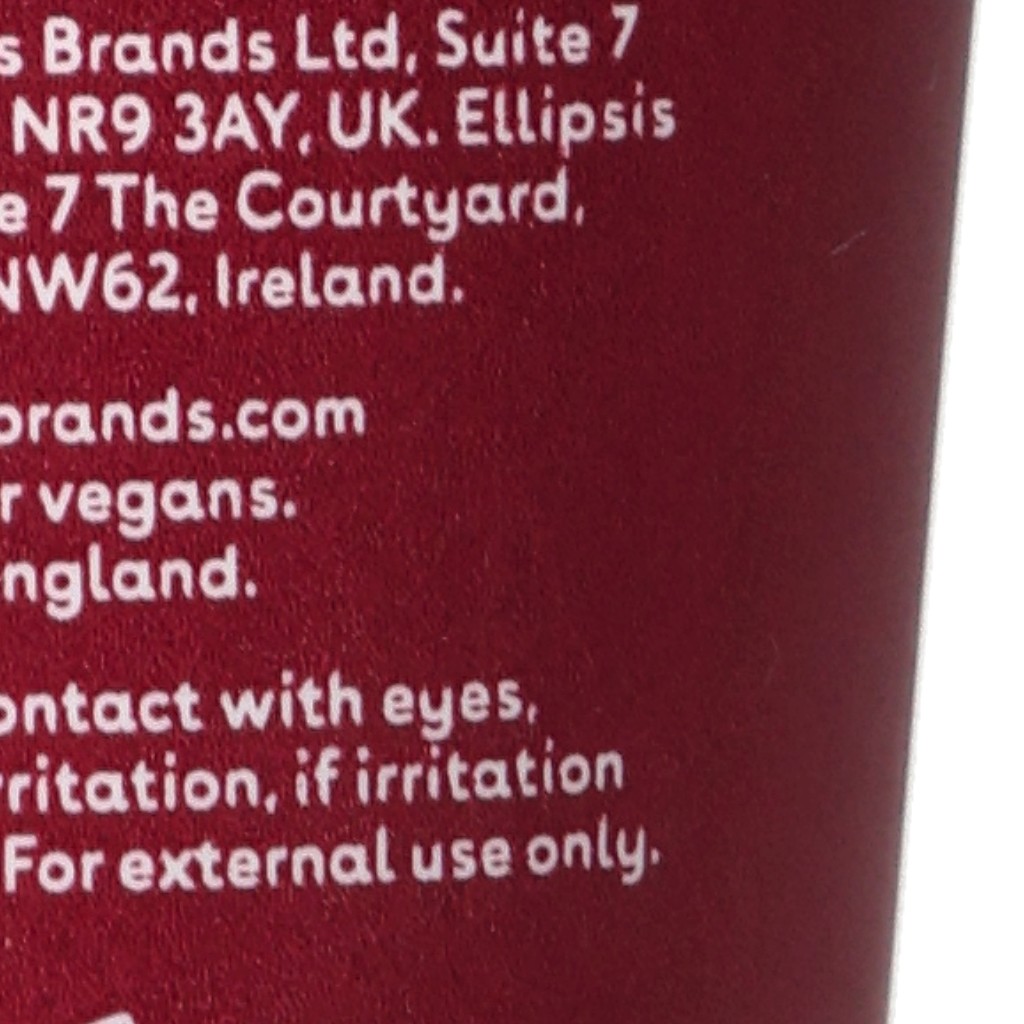 s Brands Ltd, Suite 7
NR9 3AY, UK. Ellipsis
e 7 The Courtyard,
NW62, Ireland.
brands.com
r vegans.
ngland.
ontact with eyes,
rritation, if irritation
For external use only.